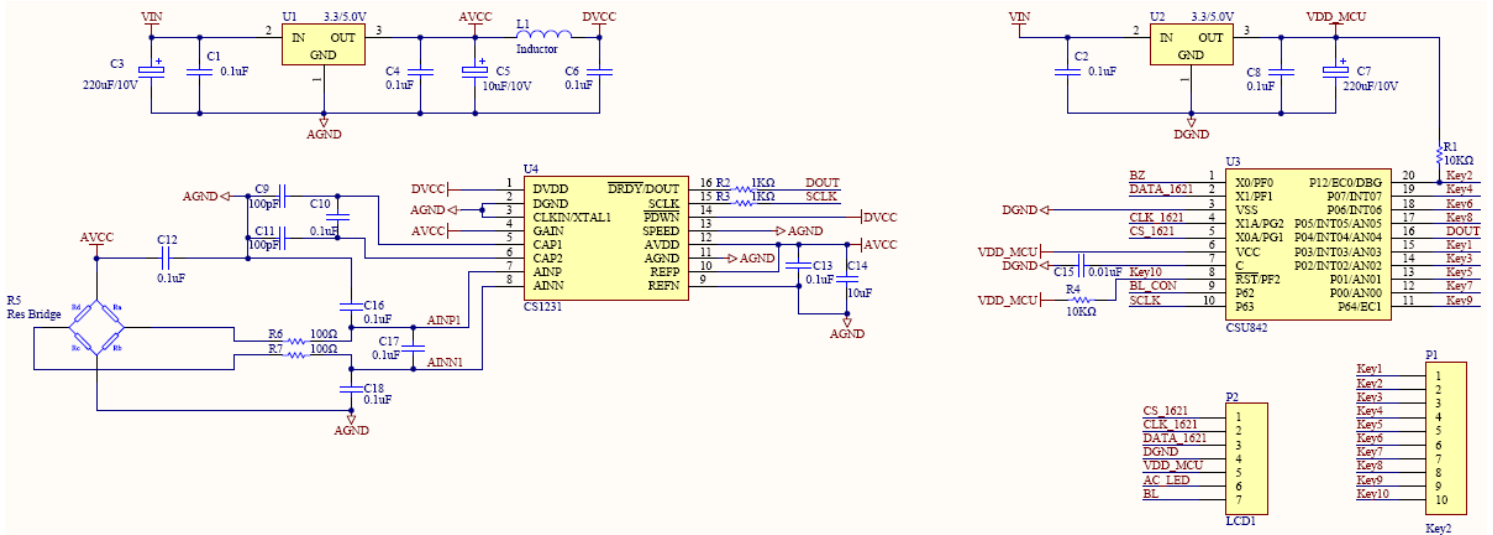 VIN
U1 3.3/5.0V
AVCC
L1
DVCC
2 IN OUT 3
GND
1
Inductor
C3
220uF/10V
C1
0.1uF
C4
0.1uF
C5
10uF/10V
C6
0.1uF
AGND
VIN
U2 3.3/5.0V
VDD_MCU
2 IN OUT 3
GND
1
C2
0.1uF
C8
0.1uF
C7
220uF/10V
DGND
R1
10KΩ
AGND
C9
100pF
C10
0.1uF
C11
100pF
AVCC
C12
0.1uF
R5
Res Bridge
Rd
Ra
Rc
Rb
C16
0.1uF
R6 100Ω
R7 100Ω
C17
0.1uF
C18
0.1uF
AINP1
AINN1
AGND
U4
DVCC 1 DVDD
2 DGND
AGND 3 CLKIN/XTAL1
AVCC 4 GAIN
5 CAP1
6 CAP2
7 AINP
8 AINN
DRDY/DOUT 16 R2 1KΩ DOUT
SCLK 15 R3 1KΩ SCLK
PDWN 14 DVCC
SPEED 13 AGND
AVDD 12 AVCC
AGND 11 AGND
REFP 10
REFN 9
CS1231
C13
0.1uF
C14
10uF
AGND
U3
BZ 1 X0/PF0
DATA_1621 2 X1/PF1
DGND 3 VSS
CLK_1621 4 X1A/PG2
CS_1621 5 X0A/PG1
VDD_MCU 6 VCC
DGND C15 0.01uF 7 C
Key10 8 RST/PF2
BL_CON 9 P62
SCLK 10 P63
VDD_MCU R4
10KΩ
P12/EC0/DBG 20 Key2
P07/INT07 19 Key4
P06/INT06 18 Key6
P05/INT05/AN05 17 Key8
P04/INT04/AN04 16 DOUT
P03/INT03/AN03 15 Key1
P02/INT02/AN02 14 Key3
P01/AN01 13 Key5
P00/AN00 12 Key7
P64/EC1 11 Key9
CSU842
P2
CS_1621 1
CLK_1621 2
DATA_1621 3
DGND 4
VDD_MCU 5
AC_LED 6
BL 7
LCD1
P1
Key1 1
Key2 2
Key3 3
Key4 4
Key5 5
Key6 6
Key7 7
Key8 8
Key9 9
Key10 10
Key2